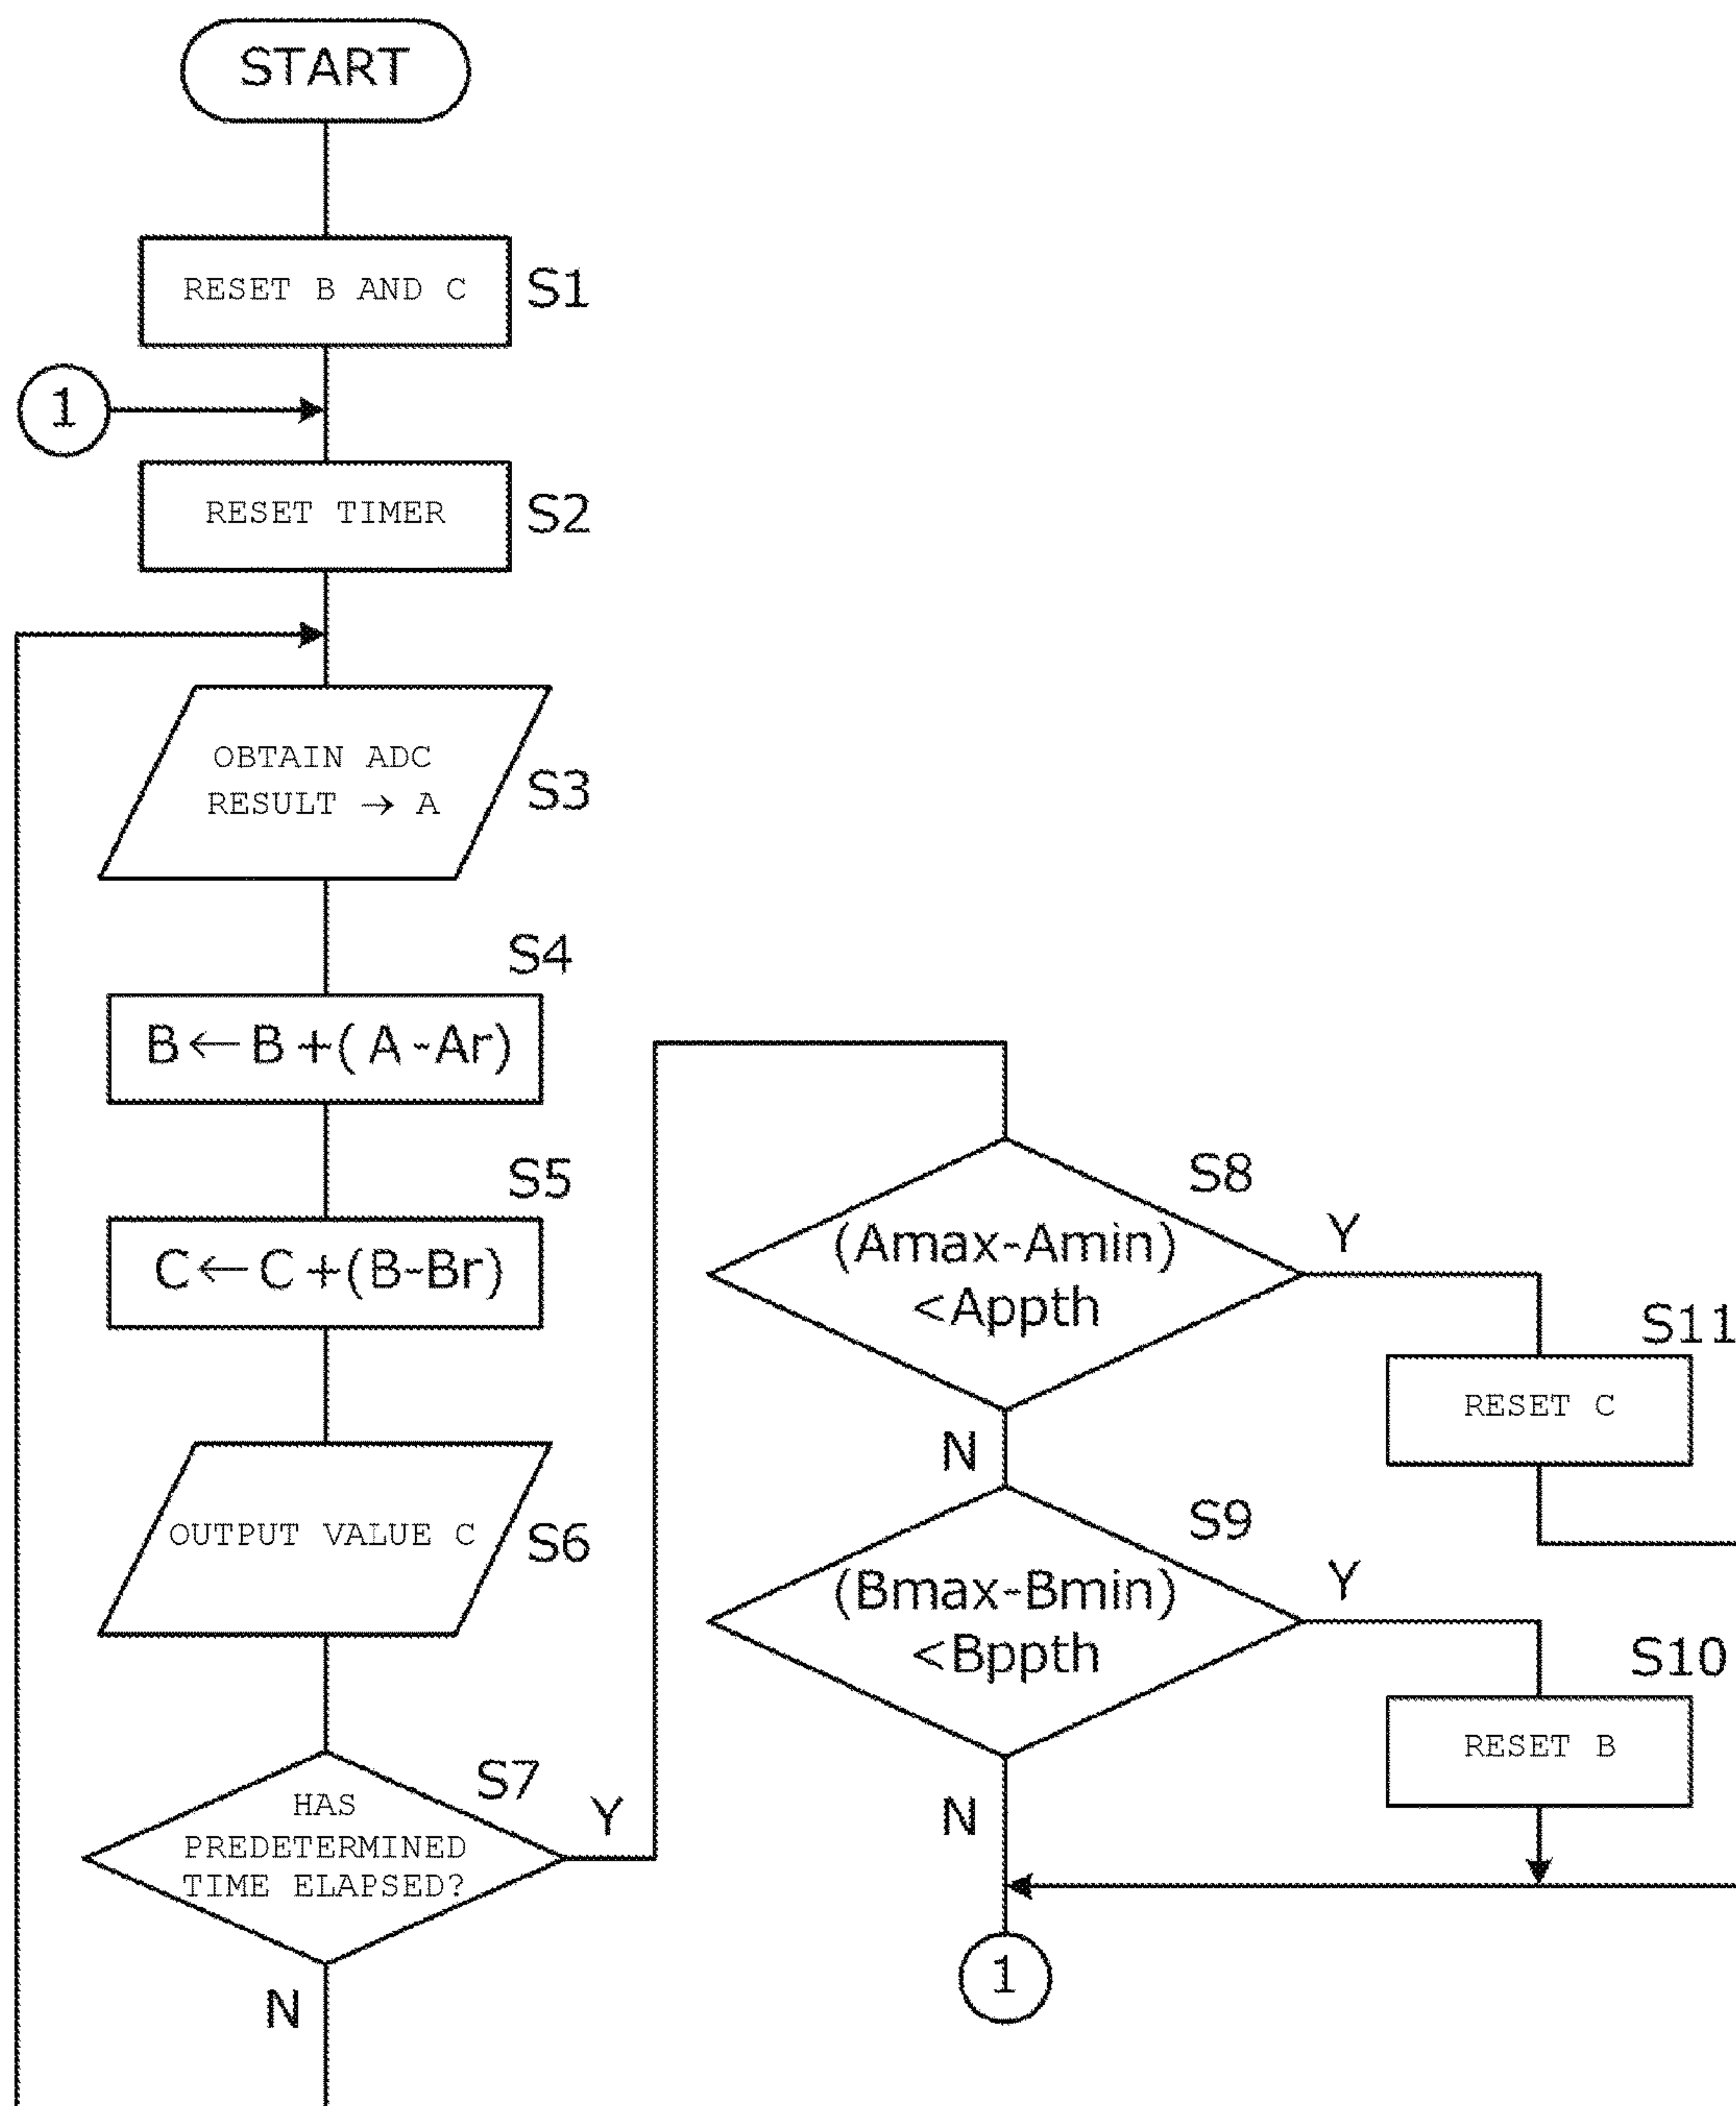 START
RESET B AND C
S1
1
RESET TIMER
S2
OBTAIN ADC
RESULT → A
S3
S4
B ← B +( A -Ar)
S5
C ← C +(B-Br)
OUTPUT VALUE C
S6
S7
HAS
PREDETERMINED
TIME ELAPSED?
Y
N
S8
(Amax-Amin)
<Appth
Y
N
S11
RESET C
S9
(Bmax-Bmin)
<Bppth
Y
N
S10
RESET B
1